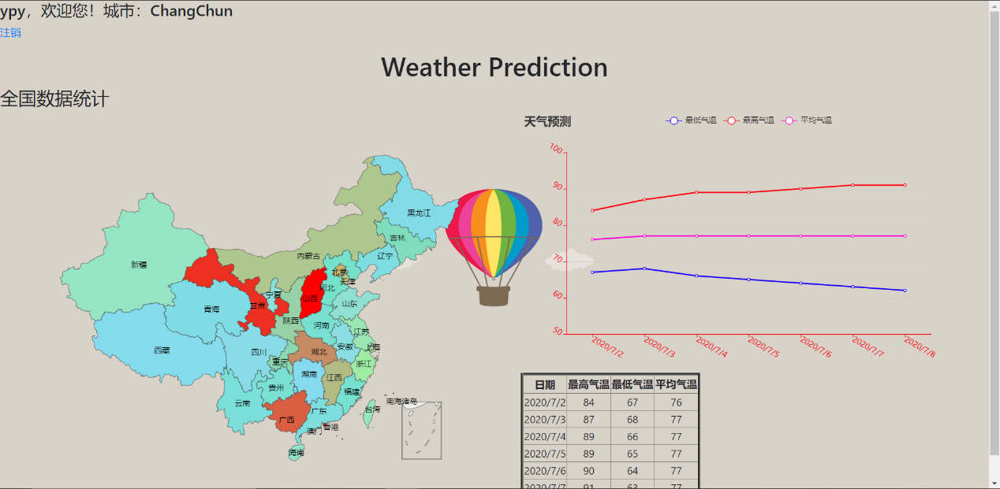 ypy，欢迎您！城市：ChangChun
注销
Weather Prediction
全国数据统计
天气预测
最低气温 最高气温 平均气温
100
90
80
70
60
50
2020/7/2 2020/7/3 2020/7/4 2020/7/5 2020/7/6 2020/7/7 2020/7/8
黑龙江
吉林
辽宁
内蒙古
新疆
北京
天津
河北
山西
宁夏
甘肃
青海
山东
陕西
河南
江苏
安徽
上海
西藏
四川
湖北
重庆
浙江
湖南
江西
贵州
福建
云南
南海诸岛
台湾
广东
广西
香港
澳门
海南
日期 最高气温 最低气温 平均气温
2020/7/2 84 67 76
2020/7/3 87 68 77
2020/7/4 89 66 77
2020/7/5 89 65 77
2020/7/6 90 64 77
2020/7/7 91 63 77